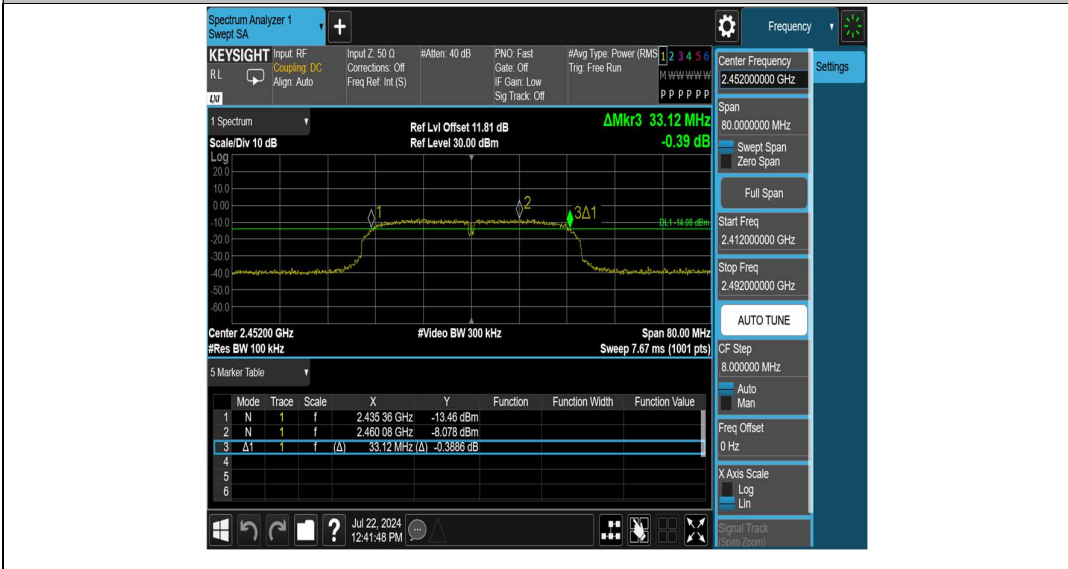 Spectrum Analyzer 1
Swept SA
+
Frequency
KEYSIGHT Input: RF Input Z: 50 Ω #Atten: 40 dB PNO: Fast #Avg Type: Power (RMS 1 2 3 4 5 6
RL Coupling: DC Corrections: Off Gate: Off Trig: Free Run M W W W W W
Align: Auto Freq Ref: Int (S) IF Gain: Low
LXI Sig Track: Off P P P P P P
Center Frequency
2.452000000 GHz
Settings
Span
80.0000000 MHz
Swept Span
Zero Span
Full Span
Start Freq
2.412000000 GHz
Stop Freq
2.492000000 GHz
AUTO TUNE
CF Step
8.000000 MHz
Auto
Man
Freq Offset
0 Hz
X Axis Scale
Log
Lin
Signal Track
(Span Zoom)
1 Spectrum Ref Lvl Offset 11.81 dB ΔMkr3 33.12 MHz
Scale/Div 10 dB Ref Level 30.00 dBm -0.39 dB
Log
20.0
10.0
0.00
-10.0
-20.0
-30.0
-40.0
-50.0
-60.0
1
2
3Δ1
DL1 -14.08 dBm
Center 2.45200 GHz #Video BW 300 kHz Span 80.00 MHz
#Res BW 100 kHz Sweep 7.67 ms (1001 pts)
5 Marker Table
Mode Trace Scale X Y Function Function Width Function Value
1 N 1 f 2.435 36 GHz -13.46 dBm
2 N 1 f 2.460 08 GHz -8.078 dBm
3 Δ1 1 f (Δ) 33.12 MHz (Δ) -0.3886 dB
4
5
6
? Jul 22, 2024
12:41:48 PM